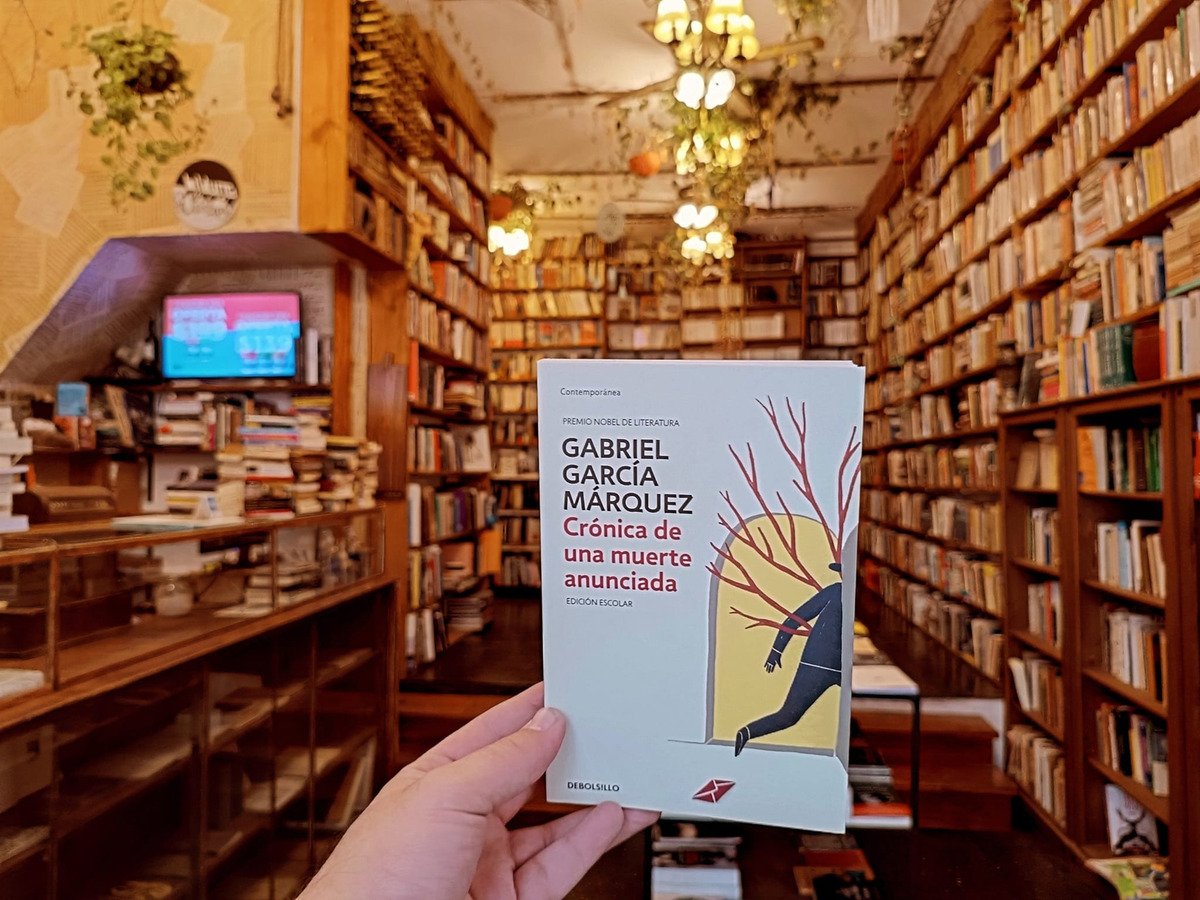 Contemporánea
PREMIO NOBEL DE LITERATURA
GABRIEL
GARCÍA
MÁRQUEZ
Crónica de
una muerte
anunciada
EDICIÓN ESCOLAR
DEBOLSILLO